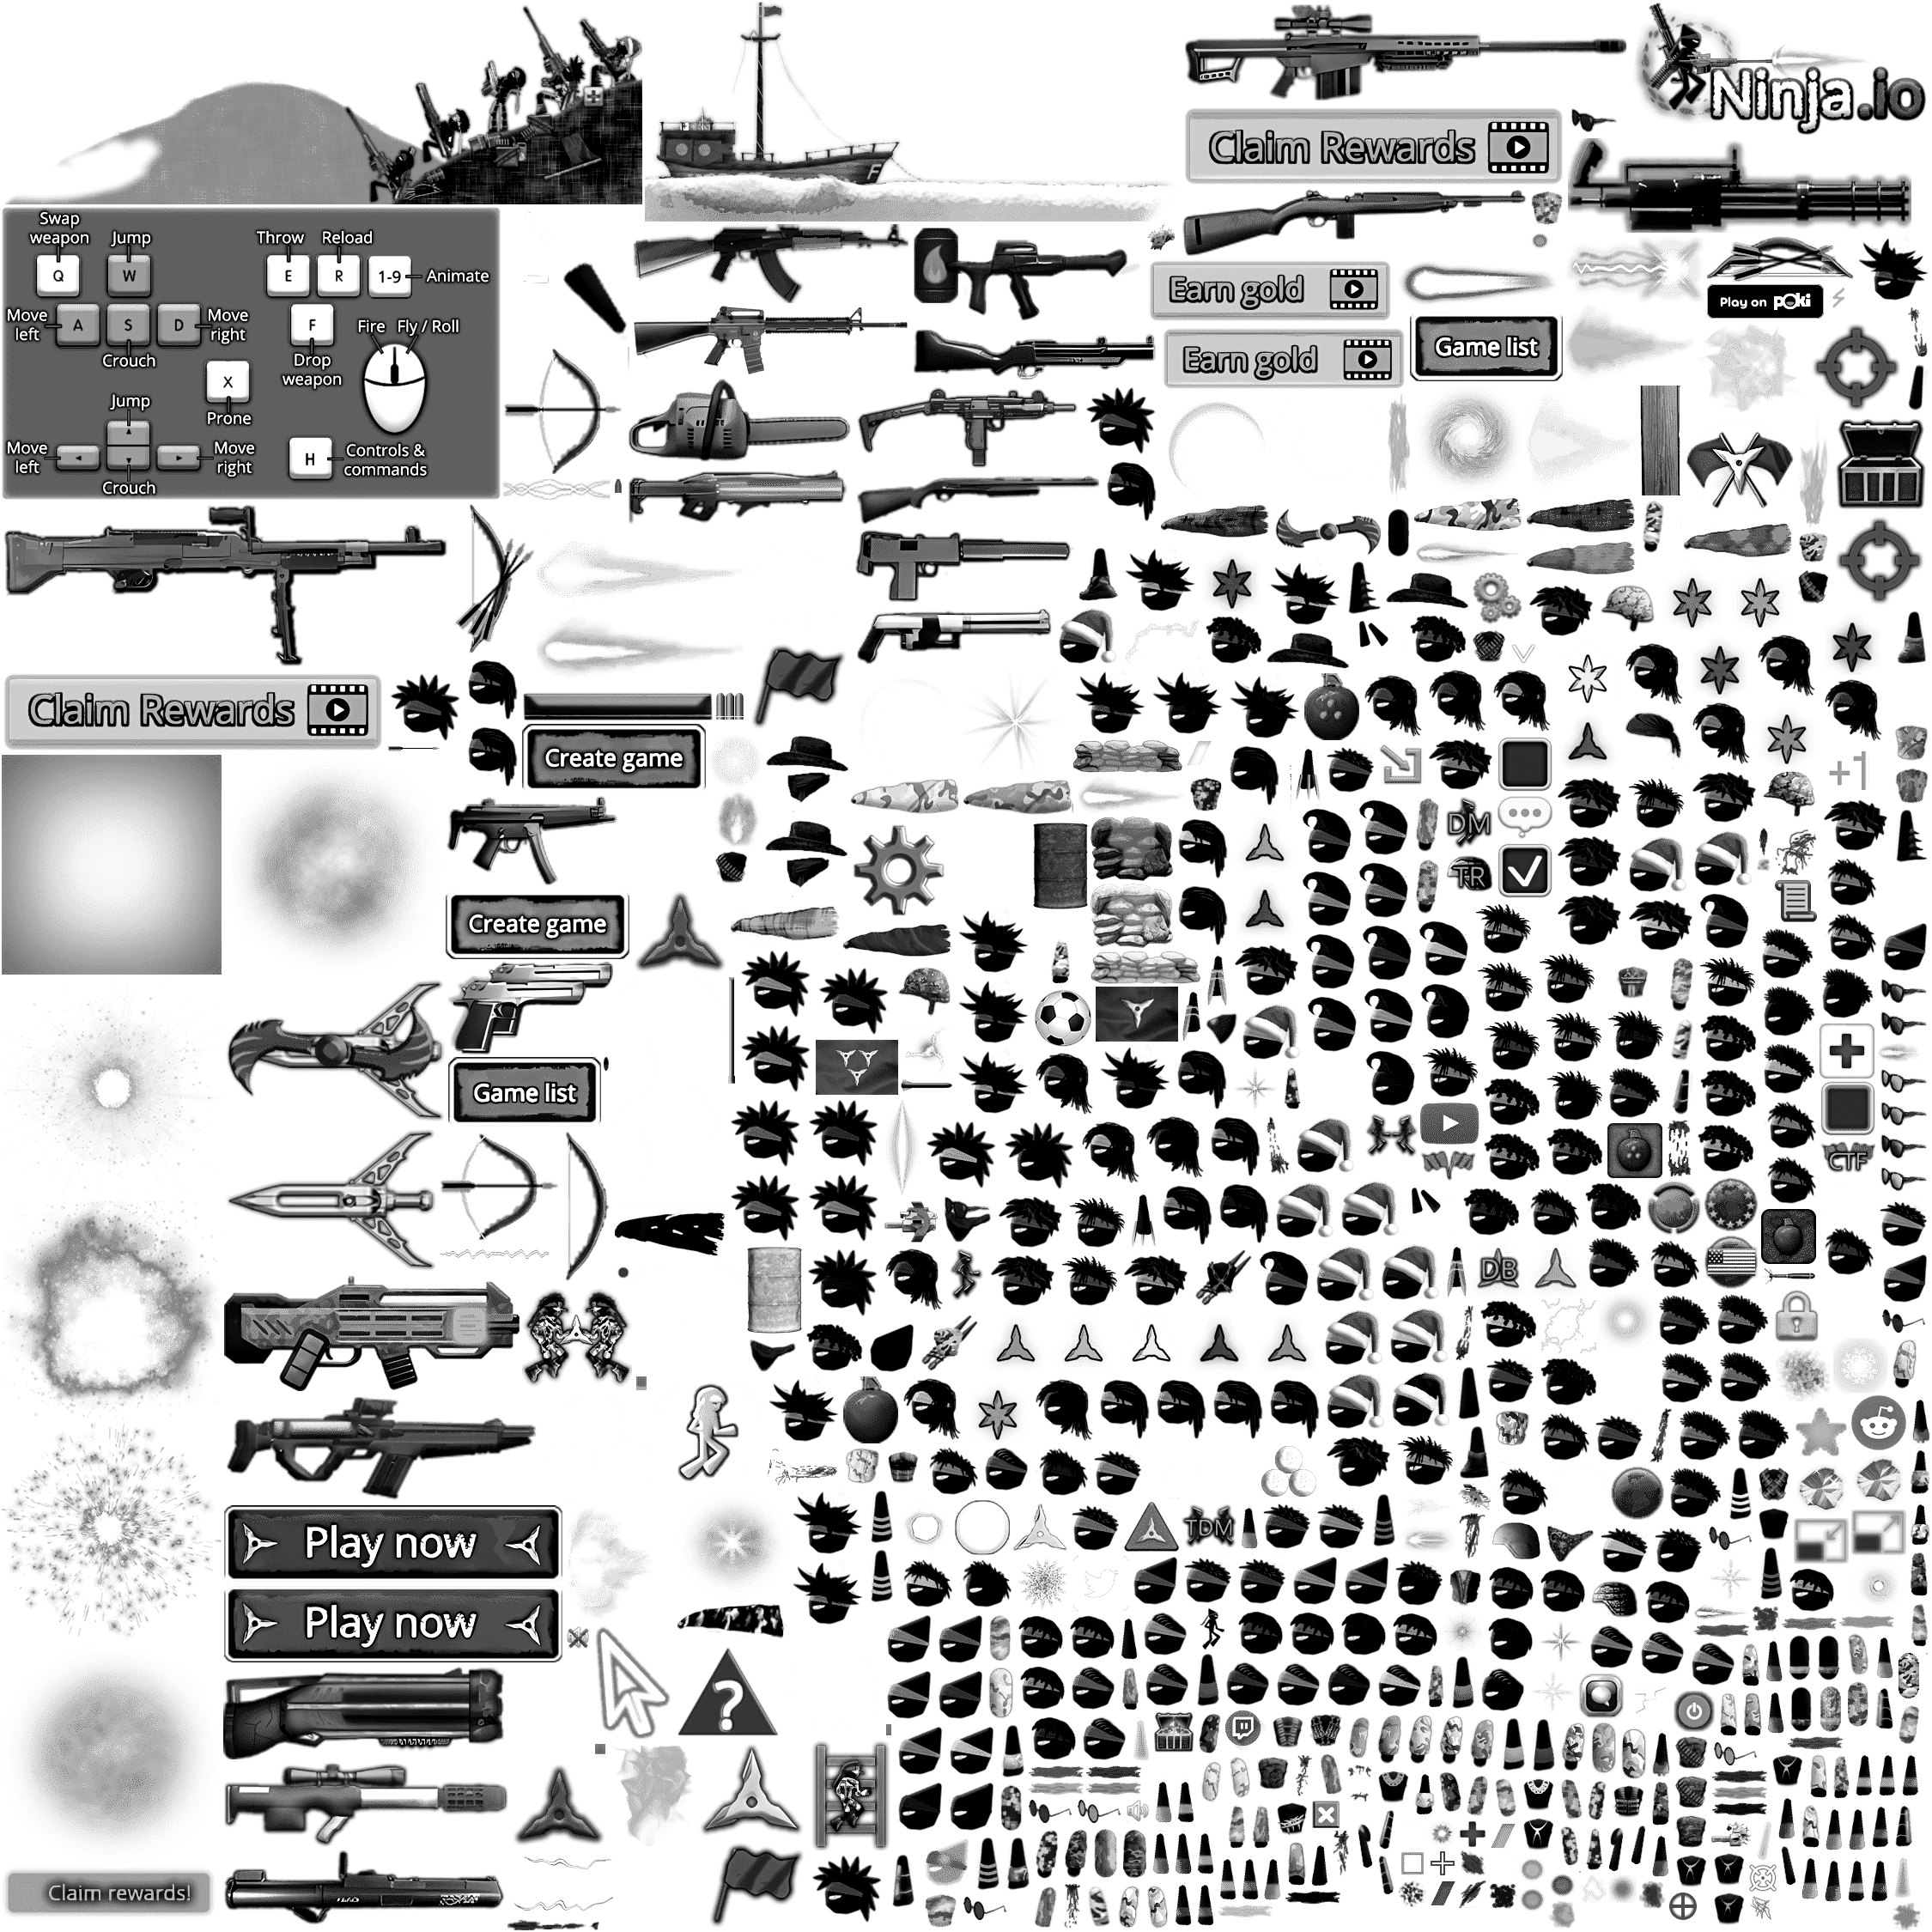 Ninja.io
Claim Rewards
F
Swap
weapon
Jump
Throw
Reload
Q
W
E
R
1-9
Animate
Move
left
A
S
D
Move
right
F
Fire
Fly / Roll
Crouch
Drop
weapon
X
Prone
Jump
Move
left
Move
right
H
Controls &
commands
Crouch
Earn gold
Play on poki
Earn gold
Game list
Claim Rewards
Create game
+1
DM
TR
Create game
Game list
CTF
DB
TDM
Play now
Play now
?
Claim rewards!